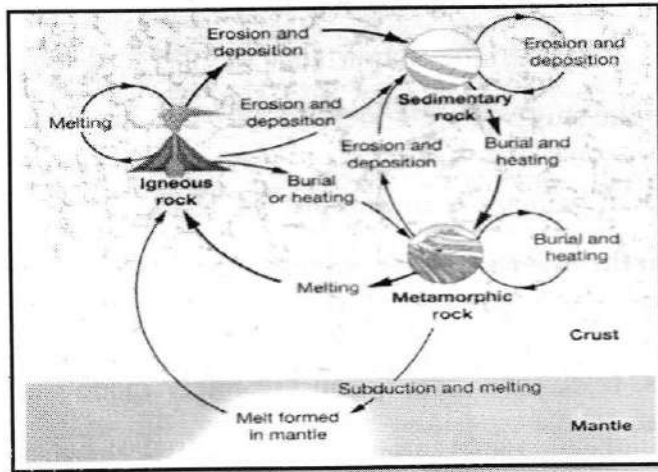 Erosion and
deposition
Erosion and
deposition
Sedimentary
rock
Melting
Erosion and
deposition
Igneous
rock
Erosion and
deposition
Burial and
heating
Burial
or heating
Burial and
heating
Melting
Metamorphic
rock
Crust
Subduction and melting
Melt formed
in mantle
Mantle